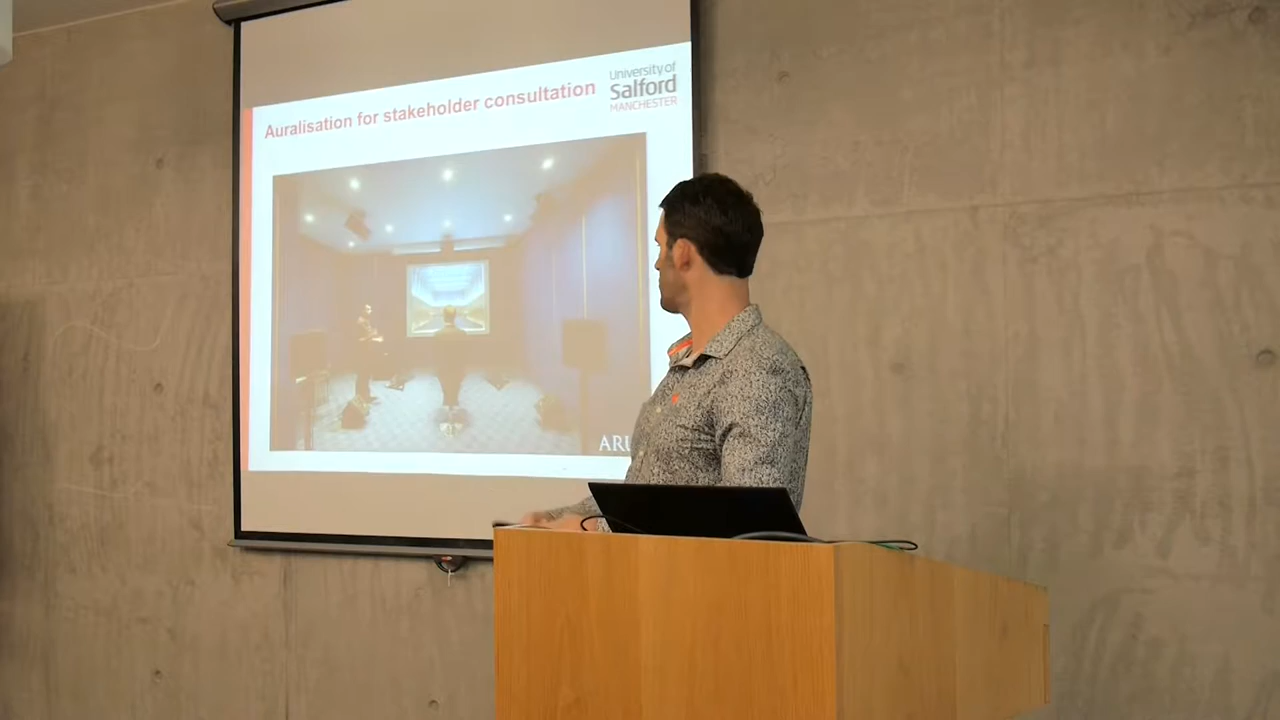 Auralisation for stakeholder consultation
University of
Salford
MANCHESTER